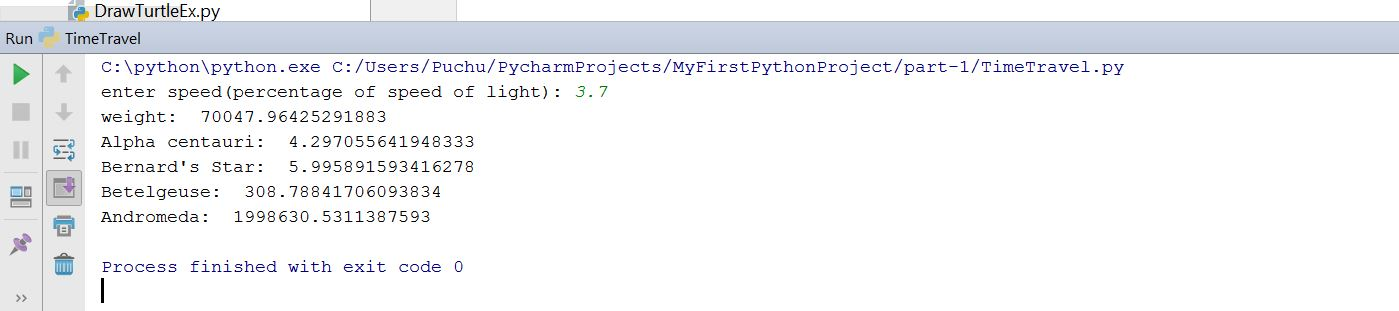 DrawTurtleEx.py
Run TimeTravel
C:\python\python.exe C:/Users/Puchu/PycharmProjects/MyFirstPythonProject/part-1/TimeTravel.py
enter speed(percentage of speed of light): 3.7
weight:  70047.96425291883
Alpha centauri:  4.297055641948333
Bernard's Star:  5.995891593416278
Betelgeuse:  308.78841706093834
Andromeda:  1998630.5311387593
Process finished with exit code 0